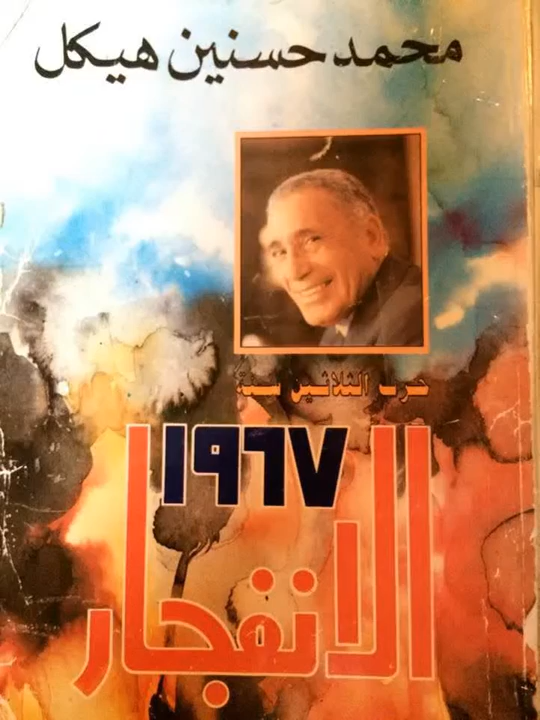 محمد حسنين هيكل
حرب الثلاثين سنة
١٩٦٧
الانفجار